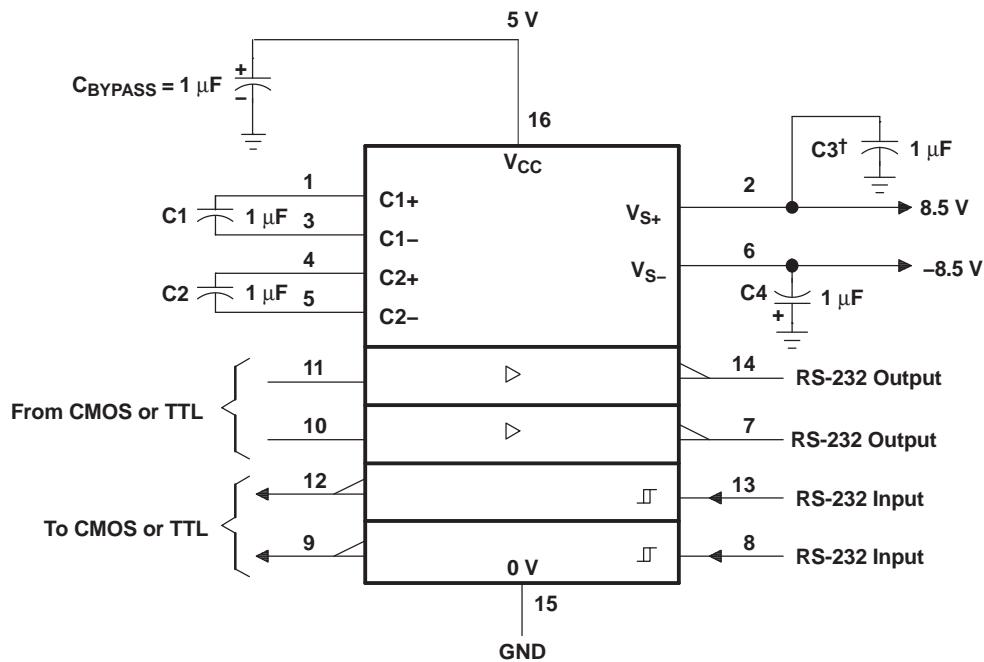 5 V
CBYPASS = 1 μF
+
−
16
VCC
C3†
1 μF
1
C1+
2
C1
1 μF
VS+
8.5 V
3
C1−
4
C2+
6
VS−
−8.5 V
C2
1 μF
5
C2−
C4
1 μF
+
11
14
RS-232 Output
From CMOS or TTL
10
7
RS-232 Output
12
13
RS-232 Input
To CMOS or TTL
9
8
RS-232 Input
0 V
15
GND